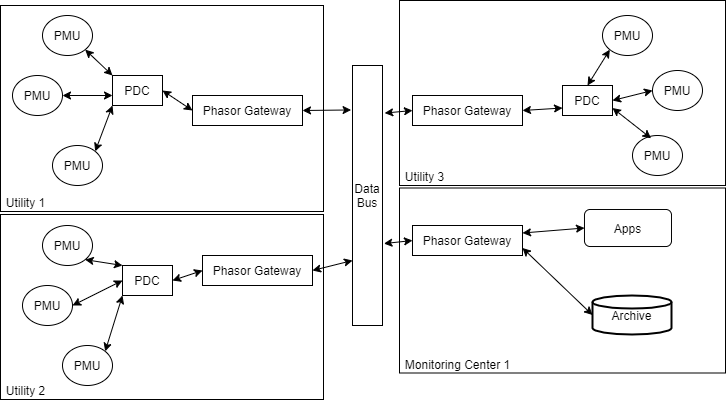 PMU
PMU
PMU
PDC
Phasor Gateway
Utility 1
PMU
PMU
PMU
PDC
Phasor Gateway
Utility 2
Data
Bus
Phasor Gateway
PDC
PMU
PMU
PMU
Utility 3
Phasor Gateway
Apps
Archive
Monitoring Center 1